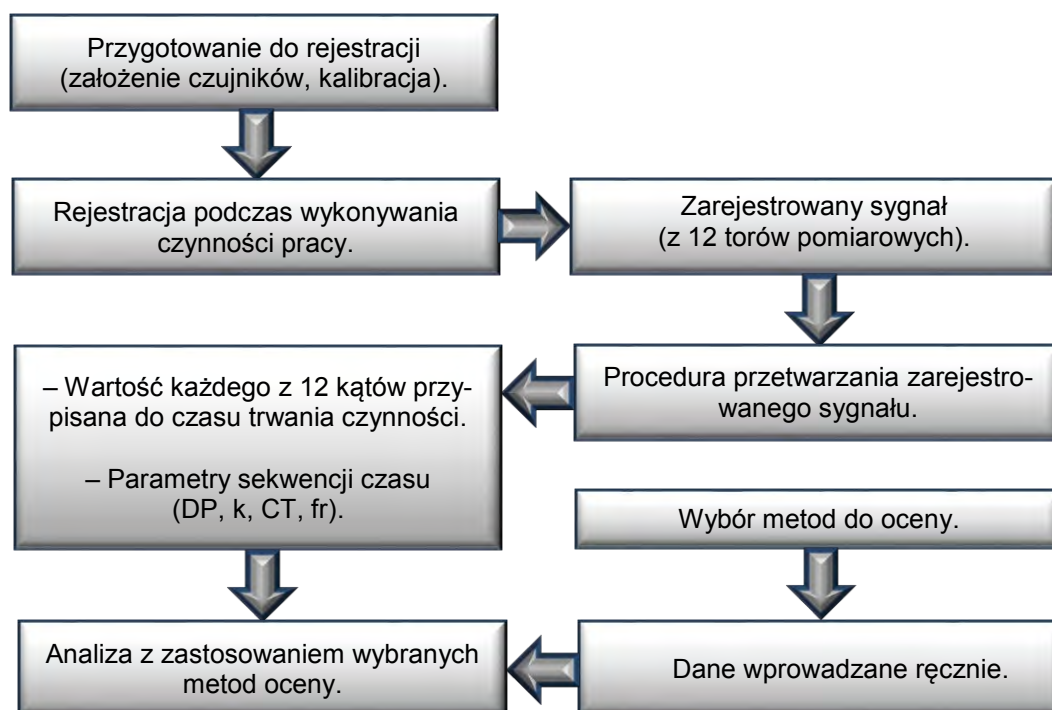 Przygotowanie do rejestracji
(założenie czujników, kalibracja).
Rejestracja podczas wykonywania
czynności pracy.
Zarejestrowany sygnał
(z 12 torów pomiarowych).
Procedura przetwarzania zarejestro-
wanego sygnału.
– Wartość każdego z 12 kątów przy-
pisana do czasu trwania czynności.
– Parametry sekwencji czasu
(DP, k, CT, fr).
Wybór metod do oceny.
Dane wprowadzane ręcznie.
Analiza z zastosowaniem wybranych
metod oceny.